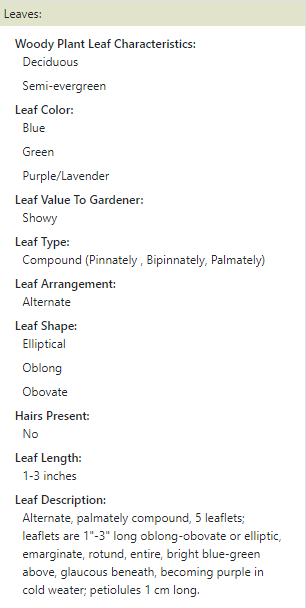 Leaves:
Woody Plant Leaf Characteristics:
Deciduous
Semi-evergreen
Leaf Color:
Blue
Green
Purple/Lavender
Leaf Value To Gardener:
Showy
Leaf Type:
Compound (Pinnately , Bipinnately, Palmately)
Leaf Arrangement:
Alternate
Leaf Shape:
Elliptical
Oblong
Obovate
Hairs Present:
No
Leaf Length:
1-3 inches
Leaf Description:
Alternate, palmately compound, 5 leaflets;
leaflets are 1"-3" long oblong-obovate or elliptic,
emarginate, rotund, entire, bright blue-green
above, glaucous beneath, becoming purple in
cold weather; petiolules 1 cm long.